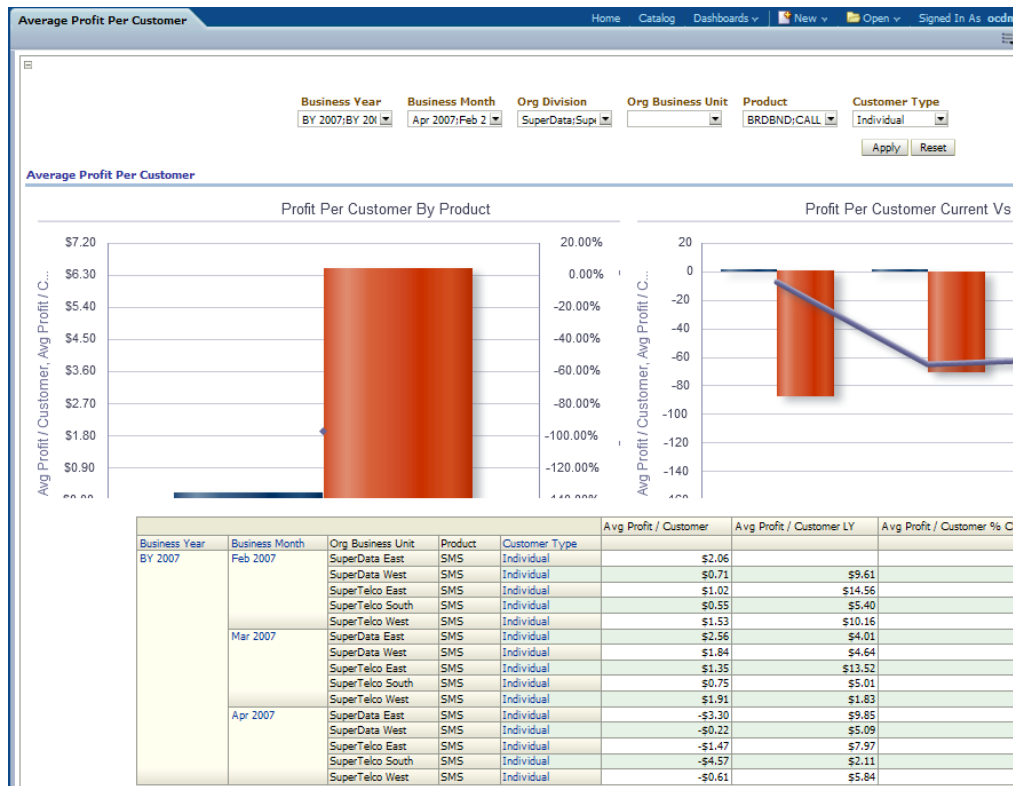 Average Profit Per Customer Home Catalog Dashboards New Open Signed In As ocdm
Business Year Business Month Org Division Org Business Unit Product Customer Type
BY 2007;BY 200 Apr 2007;Feb 2 SuperData;Supe BRDBND;CALL Individual
Apply Reset
Average Profit Per Customer
Profit Per Customer By Product
$7.20 20.00%
$6.30 0.00%
$5.40 -20.00%
$4.50 -40.00%
$3.60 -60.00%
$2.70 -80.00%
$1.80 -100.00%
$0.90 -120.00%
Avg Profit / Customer, Avg Profit / C...
Profit Per Customer Current Vs
20
0
-20
-40
-60
-80
-100
-120
-140
Avg Profit / Customer, Avg Profit / C...
Avg Profit / Customer Avg Profit / Customer LY Avg Profit / Customer % C
Business Year Business Month Org Business Unit Product Customer Type
BY 2007 Feb 2007 SuperData East SMS Individual $2.06
SuperData West SMS Individual $0.71 $9.61
SuperTelco East SMS Individual $1.02 $14.56
SuperTelco South SMS Individual $0.55 $5.40
SuperTelco West SMS Individual $1.53 $10.16
Mar 2007 SuperData East SMS Individual $2.56 $4.01
SuperData West SMS Individual $1.84 $4.64
SuperTelco East SMS Individual $1.35 $13.52
SuperTelco South SMS Individual $0.75 $5.01
SuperTelco West SMS Individual $1.91 $1.83
Apr 2007 SuperData East SMS Individual -$3.30 $9.85
SuperData West SMS Individual -$0.22 $5.09
SuperTelco East SMS Individual -$1.47 $7.97
SuperTelco South SMS Individual -$4.57 $2.11
SuperTelco West SMS Individual -$0.61 $5.84